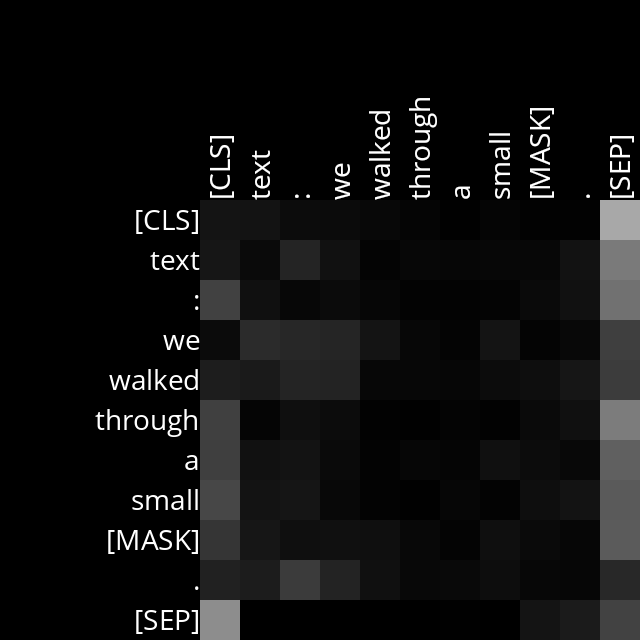 [CLS] text : we walked through a small [MASK] . [SEP]
[CLS]
text
:
we
walked
through
a
small
[MASK]
.
[SEP]